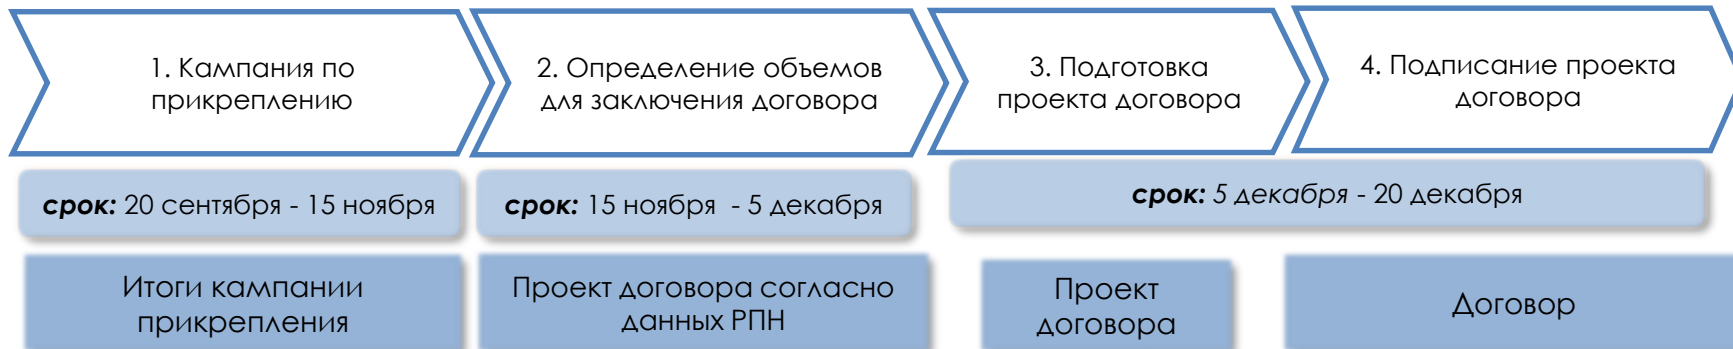 1. Кампания по
прикреплению
2. Определение объемов
для заключения договора
3. Подготовка
проекта договора
4. Подписание проекта
договора
срок: 20 сентября - 15 ноября
срок: 15 ноября - 5 декабря
срок: 5 декабря - 20 декабря
Итоги кампании
прикрепления
Проект договора согласно
данных РПН
Проект
договора
Договор